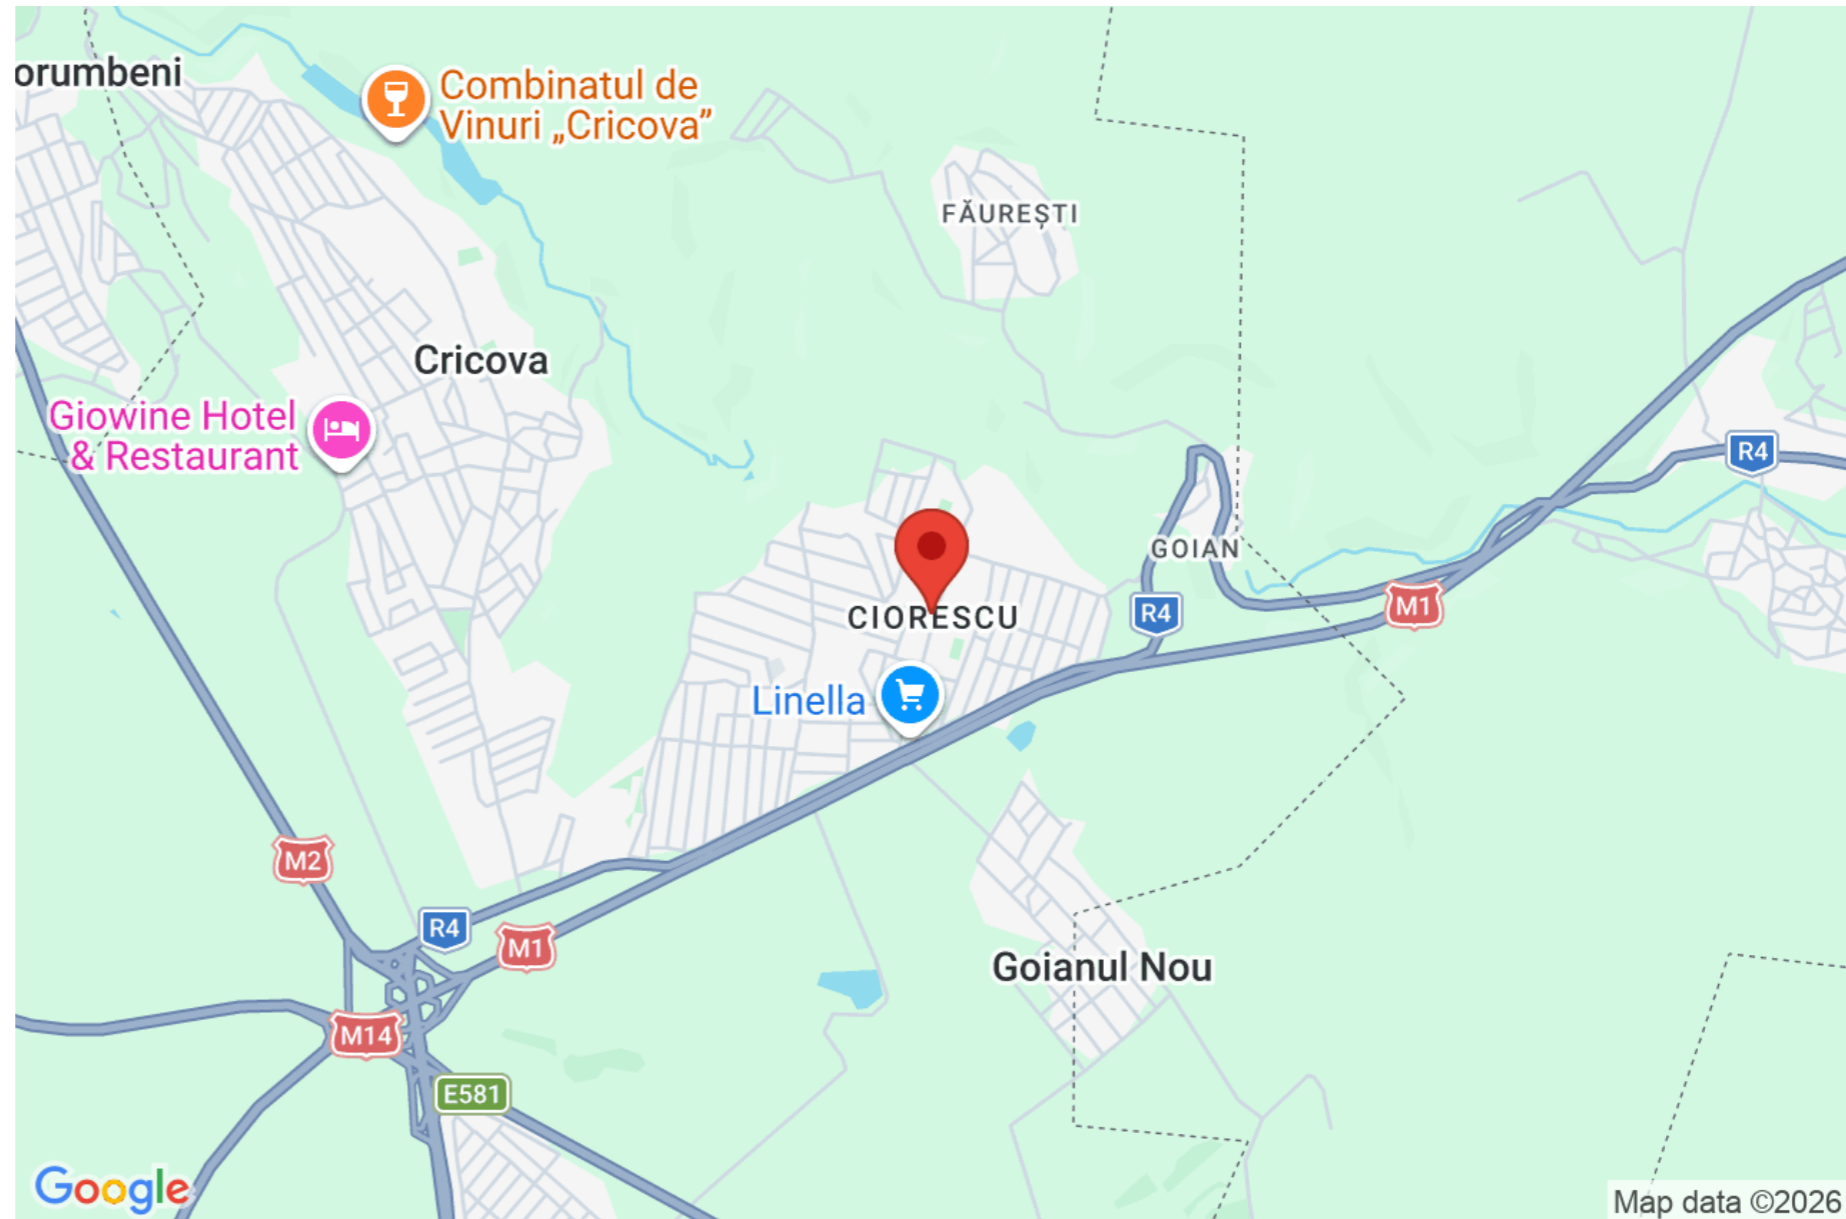 orumbeni
Combinatul de
Vinuri „Cricova”
FĂUREȘTI
Cricova
Giowine Hotel
& Restaurant
R4
GOIAN
CIORESCU
R4
M1
Linella
M2
R4
M1
Goianul Nou
M14
E581
Google
Map data ©2026